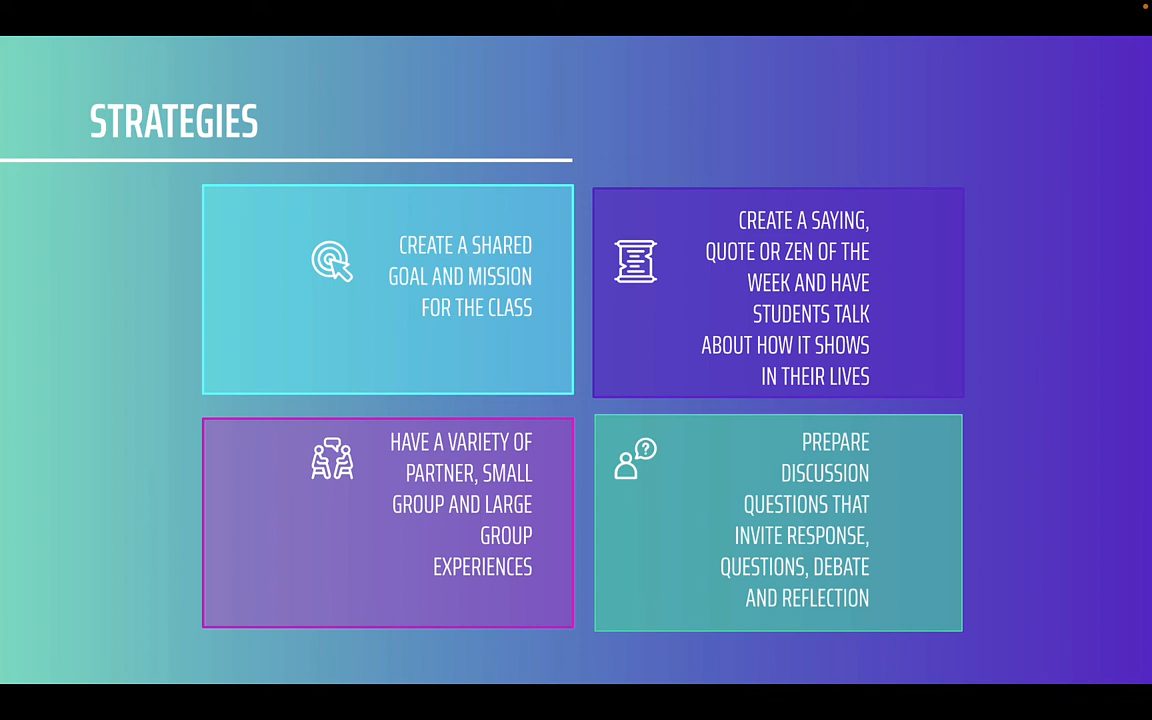 STRATEGIES
CREATE A SHARED
GOAL AND MISSION
FOR THE CLASS
CREATE A SAYING,
QUOTE OR ZEN OF THE
WEEK AND HAVE
STUDENTS TALK
ABOUT HOW IT SHOWS
IN THEIR LIVES
HAVE A VARIETY OF
PARTNER, SMALL
GROUP AND LARGE
GROUP
EXPERIENCES
PREPARE
DISCUSSION
QUESTIONS THAT
INVITE RESPONSE,
QUESTIONS, DEBATE
AND REFLECTION